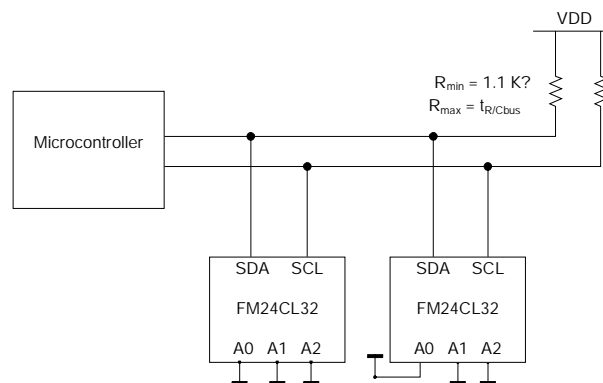 VDD
Rmin = 1.1 K?
Rmax = tR/Cbus
Microcontroller
SDA SCL
FM24CL32
A0 A1 A2
SDA SCL
FM24CL32
A0 A1 A2